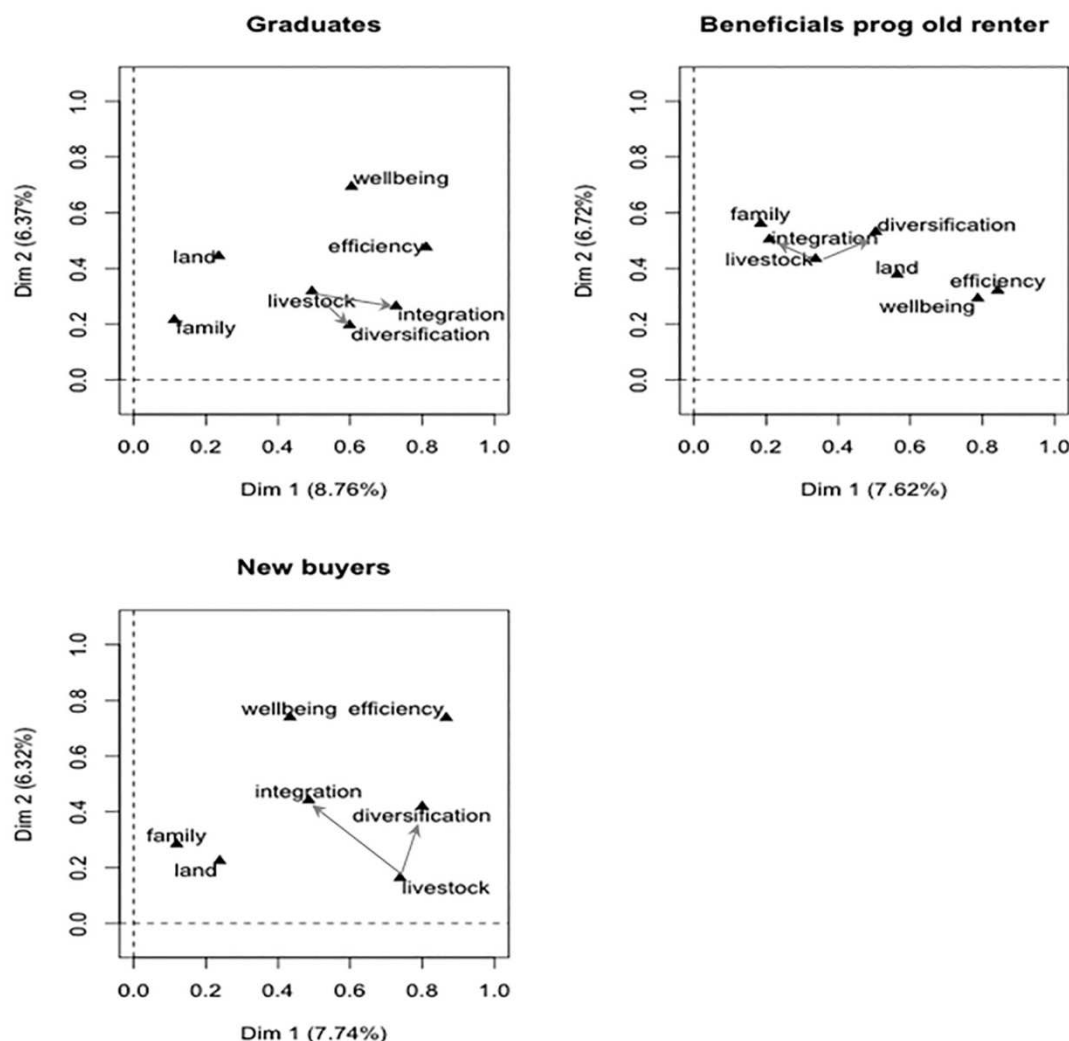 Graduates
Dim 2 (6.37%)
1.0
0.8
0.6
0.4
0.2
0.0
wellbeing
efficiency
land
livestock
integration
family
diversification
0.0 0.2 0.4 0.6 0.8 1.0
Dim 1 (8.76%)
Beneficials prog old renter
Dim 2 (6.72%)
1.0
0.8
0.6
0.4
0.2
0.0
family
diversification
integration
livestock
land
efficiency
wellbeing
0.0 0.2 0.4 0.6 0.8 1.0
Dim 1 (7.62%)
New buyers
Dim 2 (6.32%)
1.0
0.8
0.6
0.4
0.2
0.0
wellbeing efficiency
integration
diversification
family
land
livestock
0.0 0.2 0.4 0.6 0.8 1.0
Dim 1 (7.74%)